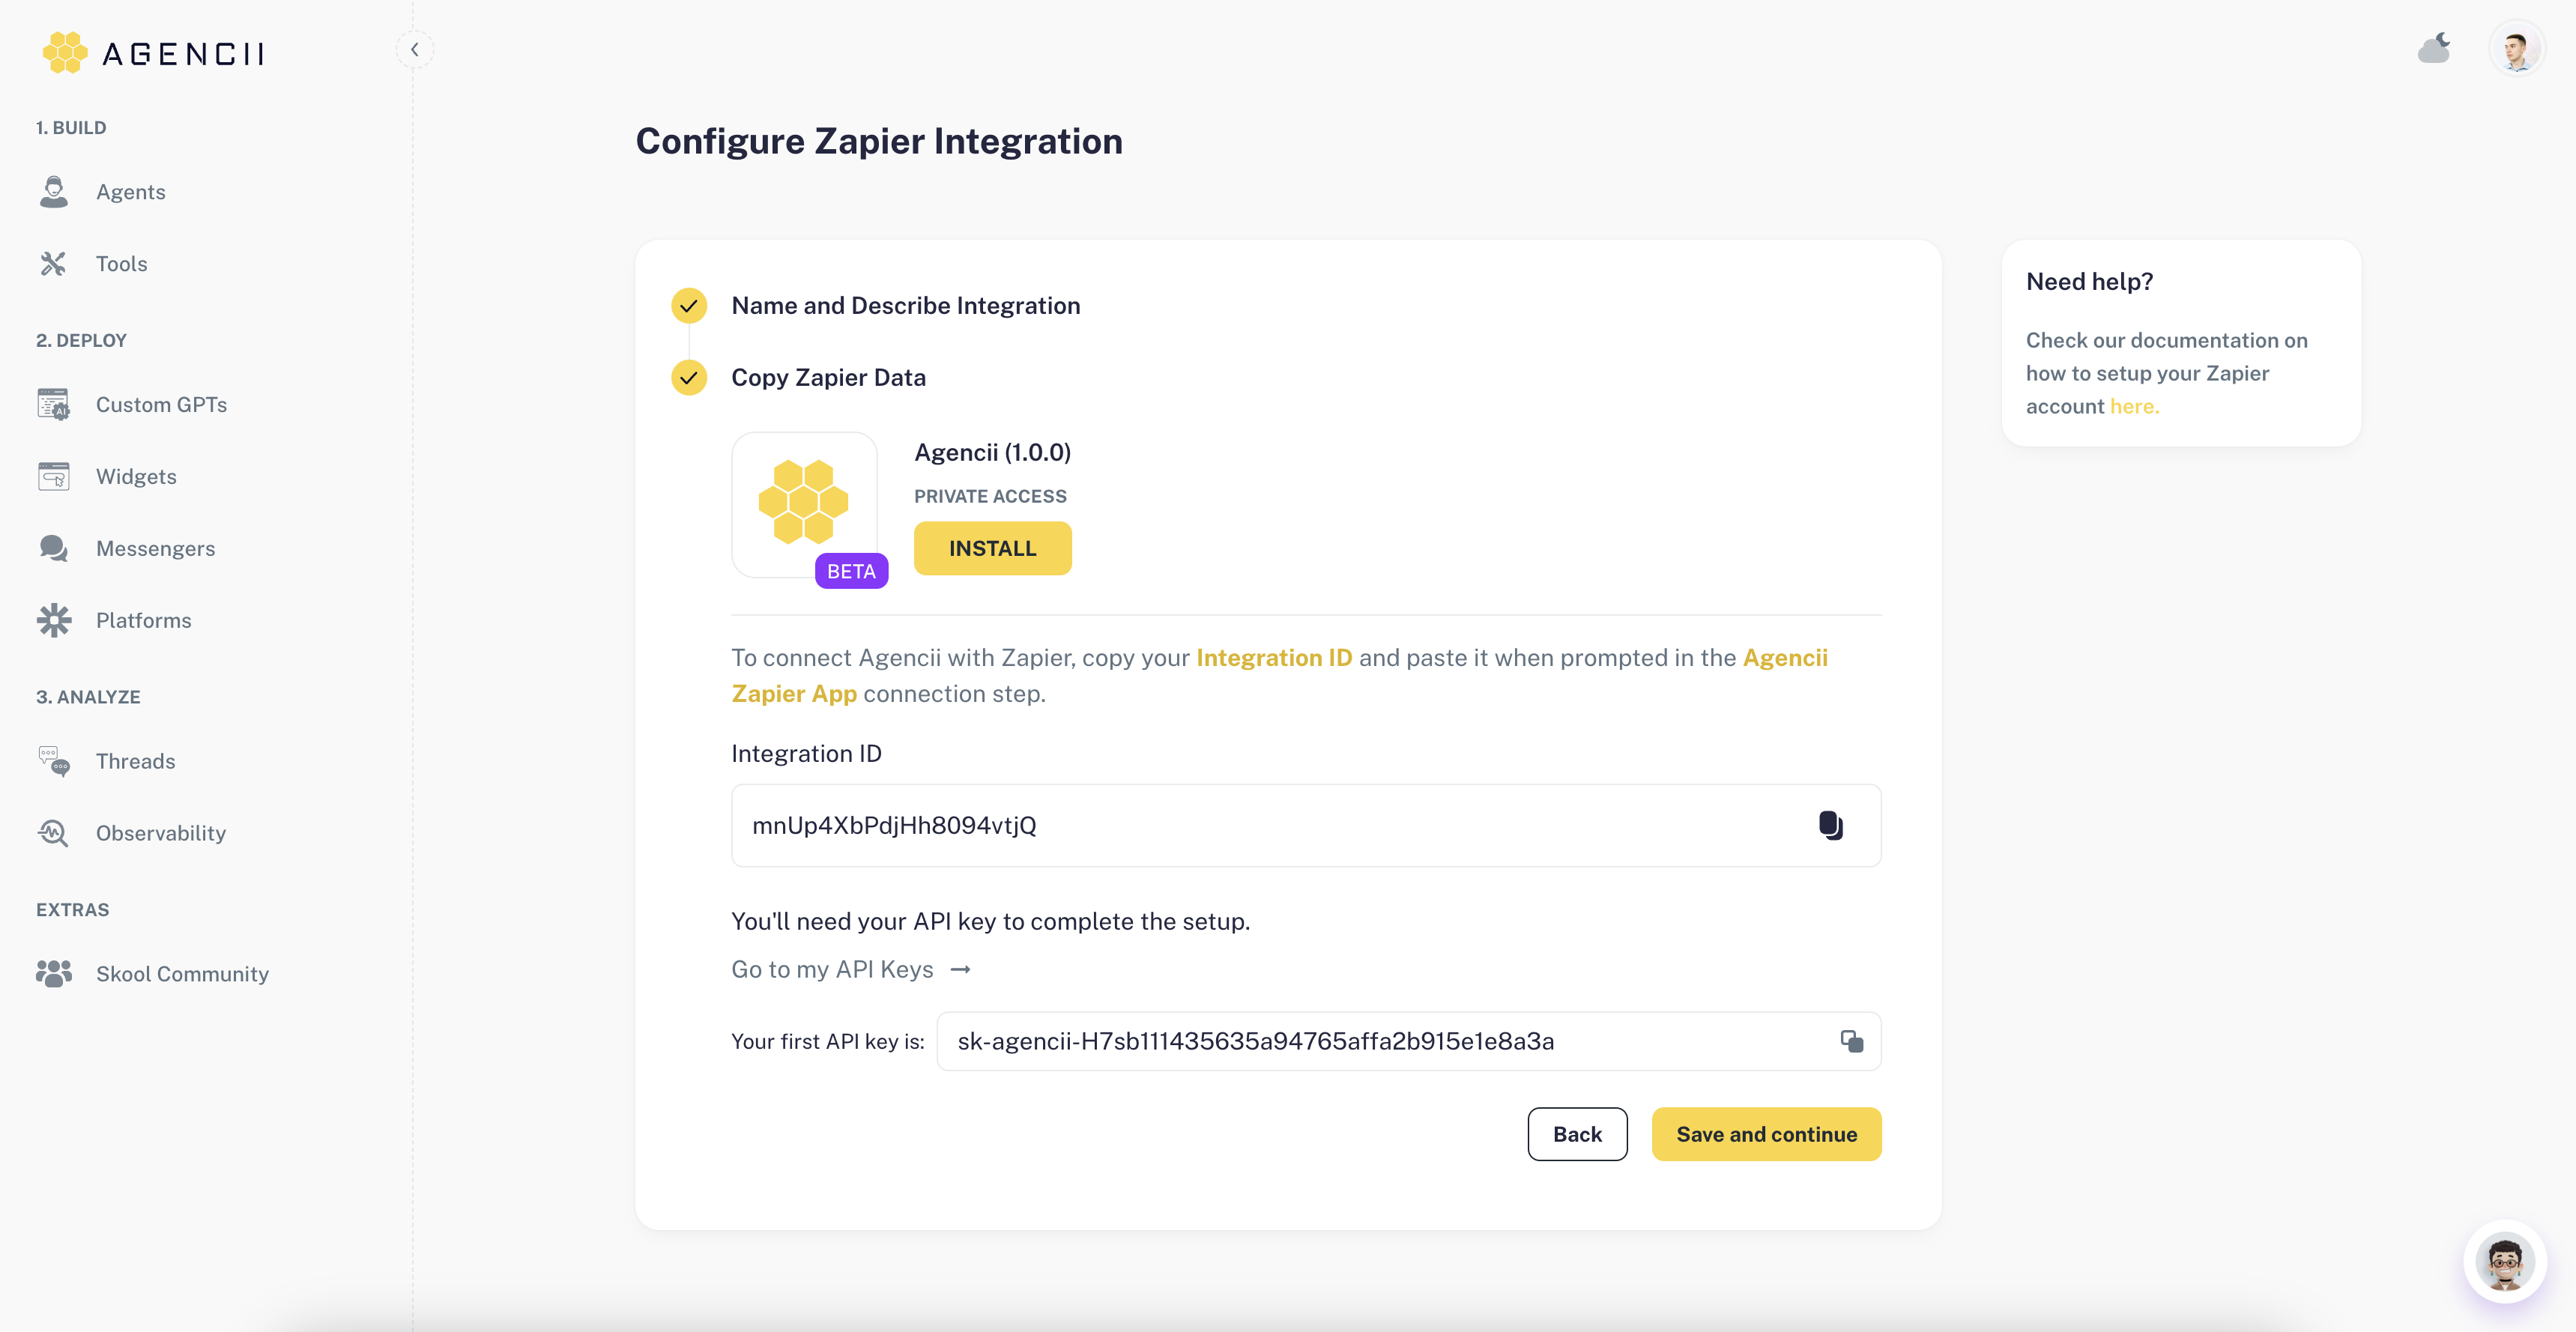 AGENCII
1. BUILD
Agents
Tools
2. DEPLOY
Custom GPTs
AI
Widgets
Messengers
Platforms
3. ANALYZE
Threads
Observability
EXTRAS
Skool Community
Configure Zapier Integration
Name and Describe Integration
Copy Zapier Data
Agencii (1.0.0)
PRIVATE ACCESS
INSTALL
BETA
To connect Agencii with Zapier, copy your Integration ID and paste it when prompted in the Agencii
Zapier App connection step.
Integration ID
mnUp4XbPdjHh8094vtjQ
You'll need your API key to complete the setup.
Go to my API Keys →
Your first API key is: sk-agencii-H7sb111435635a94765affa2b915e1e8a3a
Back
Save and continue
Need help?
Check our documentation on
how to setup your Zapier
account here.